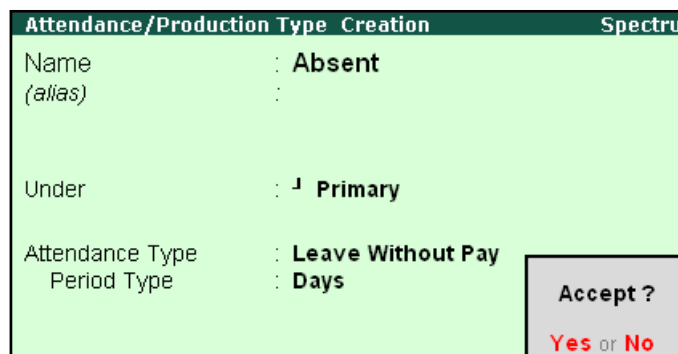 Attendance/Production Type Creation Spectru
Name : Absent
(alias) :
Under : ┘ Primary
Attendance Type : Leave Without Pay
Period Type : Days
Accept ?
Yes or No